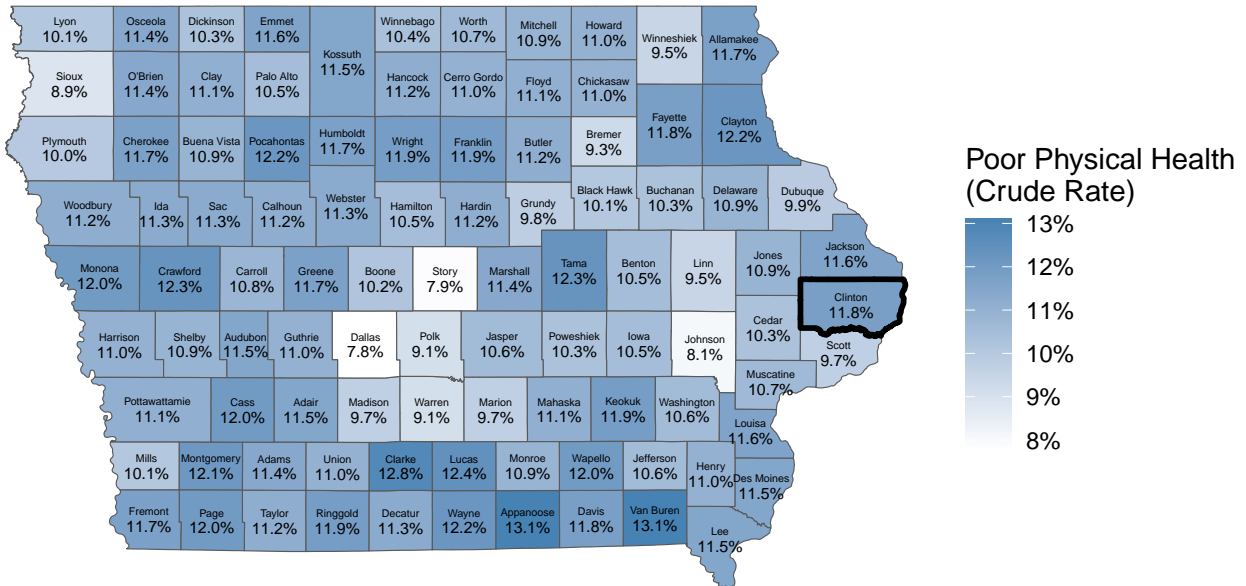 Lyon
10.1%
Osceola
11.4%
Dickinson
10.3%
Emmet
11.6%
Kossuth
11.5%
Winnebago
10.4%
Worth
10.7%
Mitchell
10.9%
Howard
11.0%
Winneshiek
9.5%
Allamakee
11.7%
Sioux
8.9%
O'Brien
11.4%
Clay
11.1%
Palo Alto
10.5%
Hancock
11.2%
Cerro Gordo
11.0%
Floyd
11.1%
Chickasaw
11.0%
Fayette
11.8%
Clayton
12.2%
Plymouth
10.0%
Cherokee
11.7%
Buena Vista
10.9%
Pocahontas
12.2%
Humboldt
11.7%
Wright
11.9%
Franklin
11.9%
Butler
11.2%
Bremer
9.3%
Woodbury
11.2%
Ida
11.3%
Sac
11.3%
Calhoun
11.2%
Webster
11.3%
Hamilton
10.5%
Hardin
11.2%
Grundy
9.8%
Black Hawk
10.1%
Buchanan
10.3%
Delaware
10.9%
Dubuque
9.9%
Monona
12.0%
Crawford
12.3%
Carroll
10.8%
Greene
11.7%
Boone
10.2%
Story
7.9%
Marshall
11.4%
Tama
12.3%
Benton
10.5%
Linn
9.5%
Jones
10.9%
Jackson
11.6%
Clinton
11.8%
Harrison
11.0%
Shelby
10.9%
Audubon
11.5%
Guthrie
11.0%
Dallas
7.8%
Polk
9.1%
Jasper
10.6%
Poweshiek
10.3%
Iowa
10.5%
Johnson
8.1%
Cedar
10.3%
Scott
9.7%
Muscatine
10.7%
Pottawattamie
11.1%
Cass
12.0%
Adair
11.5%
Madison
9.7%
Warren
9.1%
Marion
9.7%
Mahaska
11.1%
Keokuk
11.9%
Washington
10.6%
Louisa
11.6%
Mills
10.1%
Montgomery
12.1%
Adams
11.4%
Union
11.0%
Clarke
12.8%
Lucas
12.4%
Monroe
10.9%
Wapello
12.0%
Jefferson
10.6%
Henry
11.0%
Des Moines
11.5%
Fremont
11.7%
Page
12.0%
Taylor
11.2%
Ringgold
11.9%
Decatur
11.3%
Wayne
12.2%
Appanoose
13.1%
Davis
11.8%
Van Buren
13.1%
Lee
11.5%
Poor Physical Health
(Crude Rate)
13%
12%
11%
10%
9%
8%